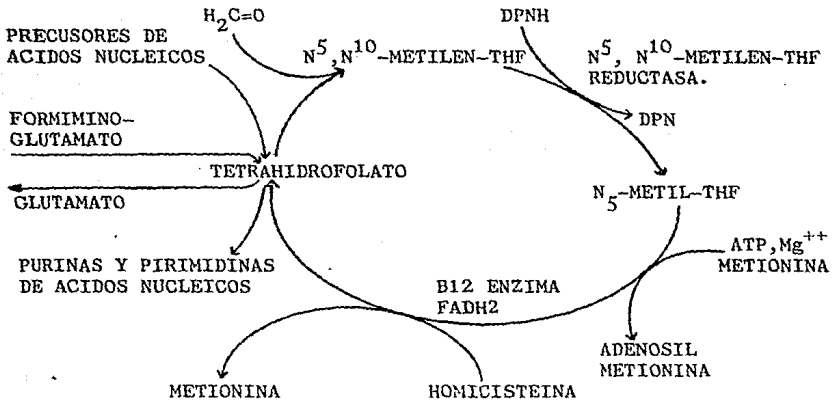 H2C=O
DPNH
PRECUSORES DE
ACIDOS NUCLEICOS
N5,N10-METILEN-THF
N5, N10-METILEN-THF
REDUCTASA.
FORMIMINO-
GLUTAMATO
DPN
TETRAHIDROFOLATO
GLUTAMATO
N5-METIL-THF
PURINAS Y PIRIMIDINAS
DE ACIDOS NUCLEICOS
B12 ENZIMA
FADH2
ATP,Mg++
METIONINA
ADENOSIL
METIONINA
METIONINA
HOMICISTEINA